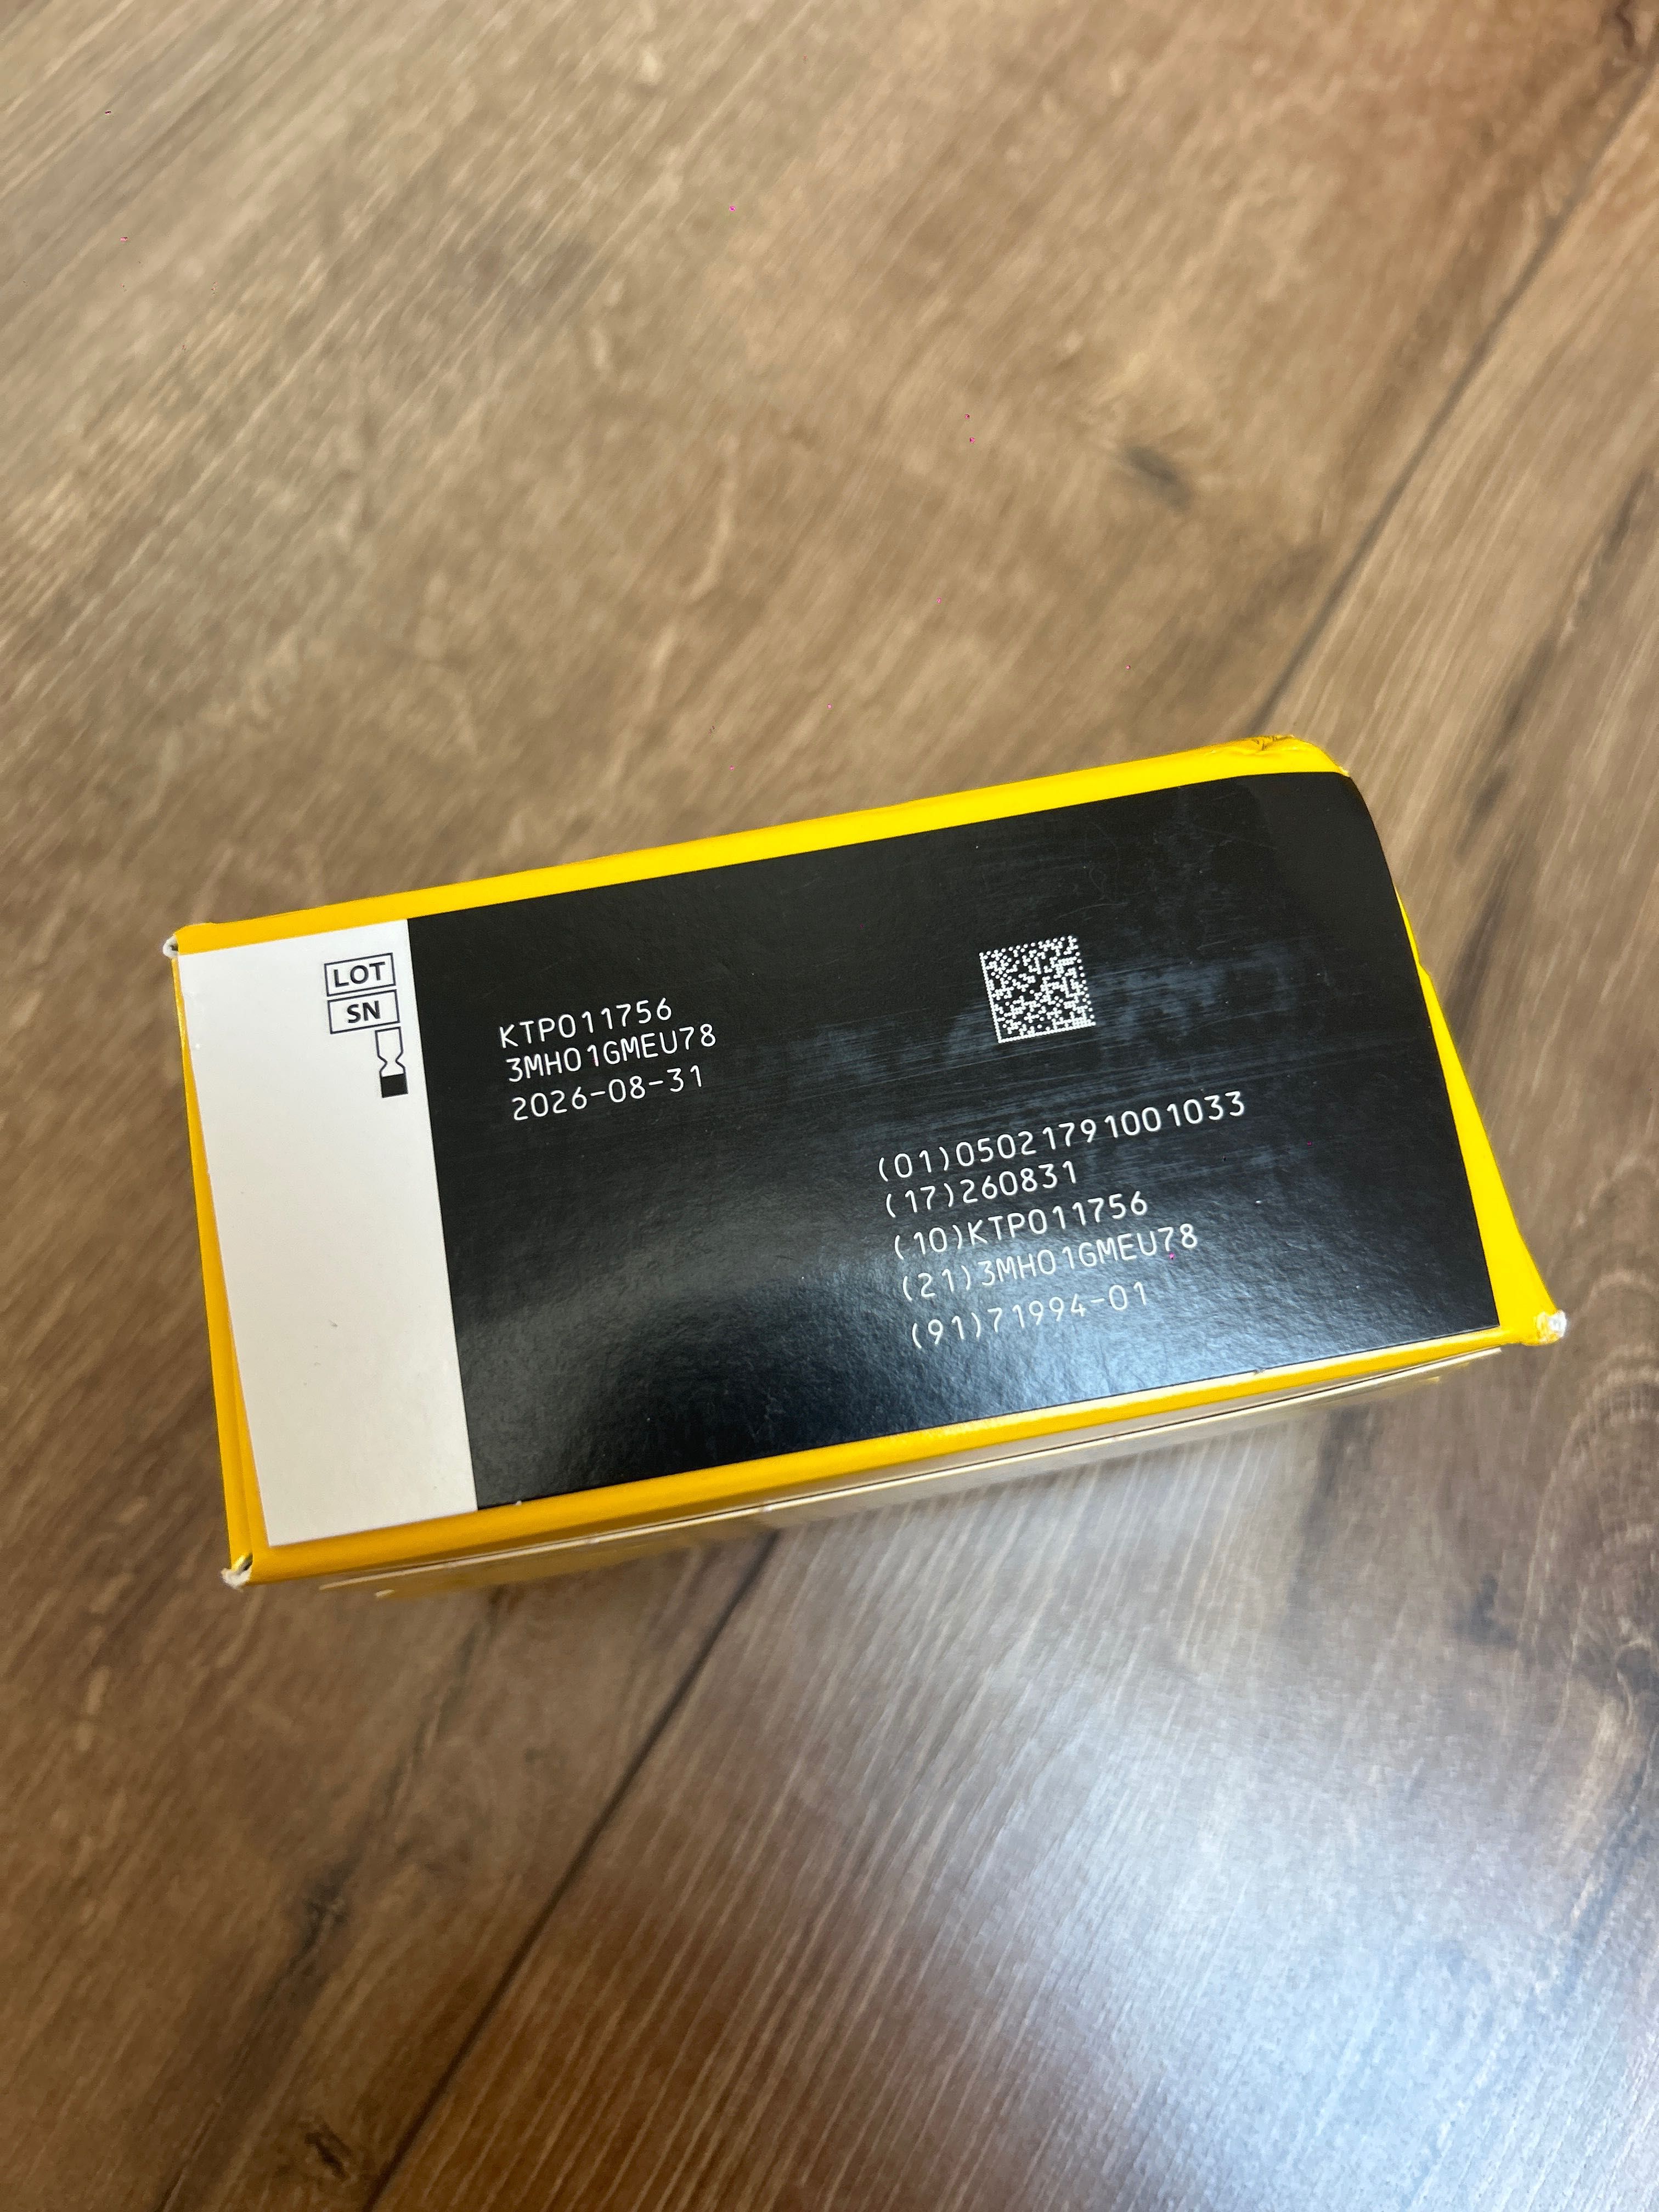 LOT
SN
KTP011756
3MH01GMEU78
2026-08-31
(01)05021791001033
(17)260831
(10)KTP011756
(21)3MH01GMEU78
(91)71994-01